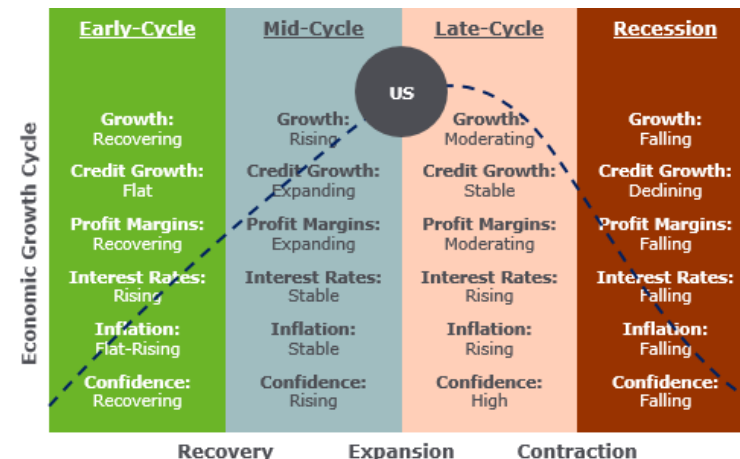 Early-Cycle
Mid-Cycle
Late-Cycle
Recession
US
Economic Growth Cycle
Growth:
Recovering
Credit Growth:
Flat
Profit Margins:
Recovering
Interest Rates:
Rising
Inflation:
Flat-Rising
Confidence:
Recovering
Growth:
Rising
Credit Growth:
Expanding
Profit Margins:
Expanding
Interest Rates:
Stable
Inflation:
Stable
Confidence:
Rising
Growth:
Moderating
Credit Growth:
Stable
Profit Margins:
Moderating
Interest Rates:
Rising
Inflation:
Rising
Confidence:
High
Growth:
Falling
Credit Growth:
Declining
Profit Margins:
Falling
Interest Rates:
Falling
Inflation:
Falling
Confidence:
Falling
Recovery
Expansion
Contraction